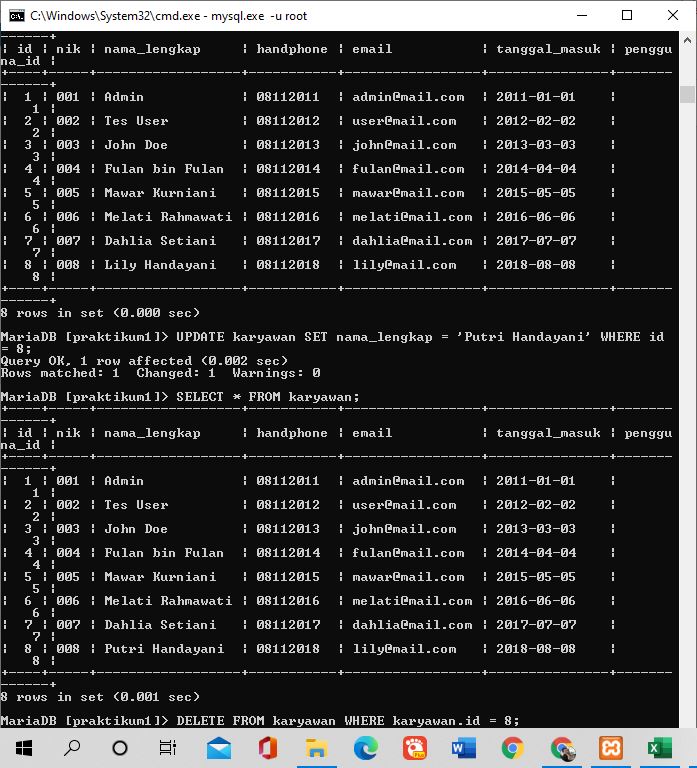 C:\Windows\System32\cmd.exe - mysql.exe -u root
------+
| id | nik | nama_lengkap | handphone | email | tanggal_masuk | penggu
na_id |
+----+-----+------------------+-----------+-----------------+---------------+-------
------+
| 1 | 001 | Admin | 08112011 | admin@mail.com | 2011-01-01 |
1 |
| 2 | 002 | Tes User | 08112012 | user@mail.com | 2012-02-02 |
2 |
| 3 | 003 | John Doe | 08112013 | john@mail.com | 2013-03-03 |
3 |
| 4 | 004 | Fulan bin Fulan | 08112014 | fulan@mail.com | 2014-04-04 |
4 |
| 5 | 005 | Mawar Kurniani | 08112015 | mawar@mail.com | 2015-05-05 |
5 |
| 6 | 006 | Melati Rahmawati | 08112016 | melati@mail.com | 2016-06-06 |
6 |
| 7 | 007 | Dahlia Setiani | 08112017 | dahlia@mail.com | 2017-07-07 |
7 |
| 8 | 008 | Lily Handayani | 08112018 | lily@mail.com | 2018-08-08 |
8 |
+----+-----+------------------+-----------+-----------------+---------------+-------
------+
8 rows in set (0.000 sec)
MariaDB [praktikum1]> UPDATE karyawan SET nama_lengkap = 'Putri Handayani' WHERE id
= 8;
Query OK, 1 row affected (0.002 sec)
Rows matched: 1 Changed: 1 Warnings: 0
MariaDB [praktikum1]> SELECT * FROM karyawan;
+----+-----+------------------+-----------+-----------------+---------------+-------
------+
| id | nik | nama_lengkap | handphone | email | tanggal_masuk | penggu
na_id |
+----+-----+------------------+-----------+-----------------+---------------+-------
------+
| 1 | 001 | Admin | 08112011 | admin@mail.com | 2011-01-01 |
1 |
| 2 | 002 | Tes User | 08112012 | user@mail.com | 2012-02-02 |
2 |
| 3 | 003 | John Doe | 08112013 | john@mail.com | 2013-03-03 |
3 |
| 4 | 004 | Fulan bin Fulan | 08112014 | fulan@mail.com | 2014-04-04 |
4 |
| 5 | 005 | Mawar Kurniani | 08112015 | mawar@mail.com | 2015-05-05 |
5 |
| 6 | 006 | Melati Rahmawati | 08112016 | melati@mail.com | 2016-06-06 |
6 |
| 7 | 007 | Dahlia Setiani | 08112017 | dahlia@mail.com | 2017-07-07 |
7 |
| 8 | 008 | Putri Handayani | 08112018 | lily@mail.com | 2018-08-08 |
8 |
+----+-----+------------------+-----------+-----------------+---------------+-------
------+
8 rows in set (0.001 sec)
MariaDB [praktikum1]> DELETE FROM karyawan WHERE karyawan.id = 8;